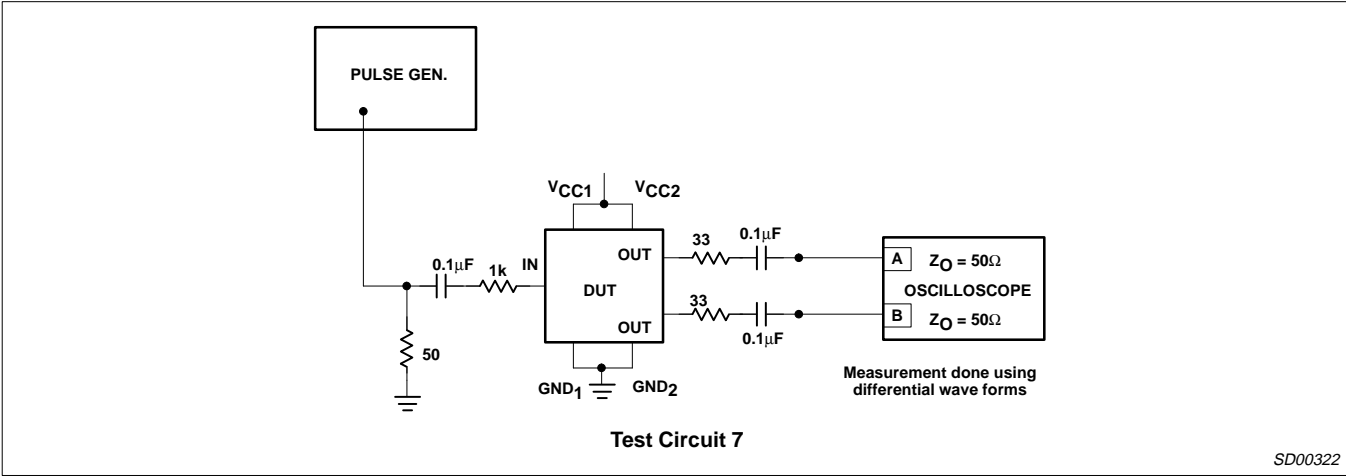 PULSE GEN.
VCC1 VCC2
0.1μF 1k IN
OUT 33 0.1μF
DUT
OUT 33 0.1μF
50
GND1 GND2
A ZO = 50Ω
OSCILLOSCOPE
B ZO = 50Ω
Measurement done using
differential wave forms
Test Circuit 7
SD00322